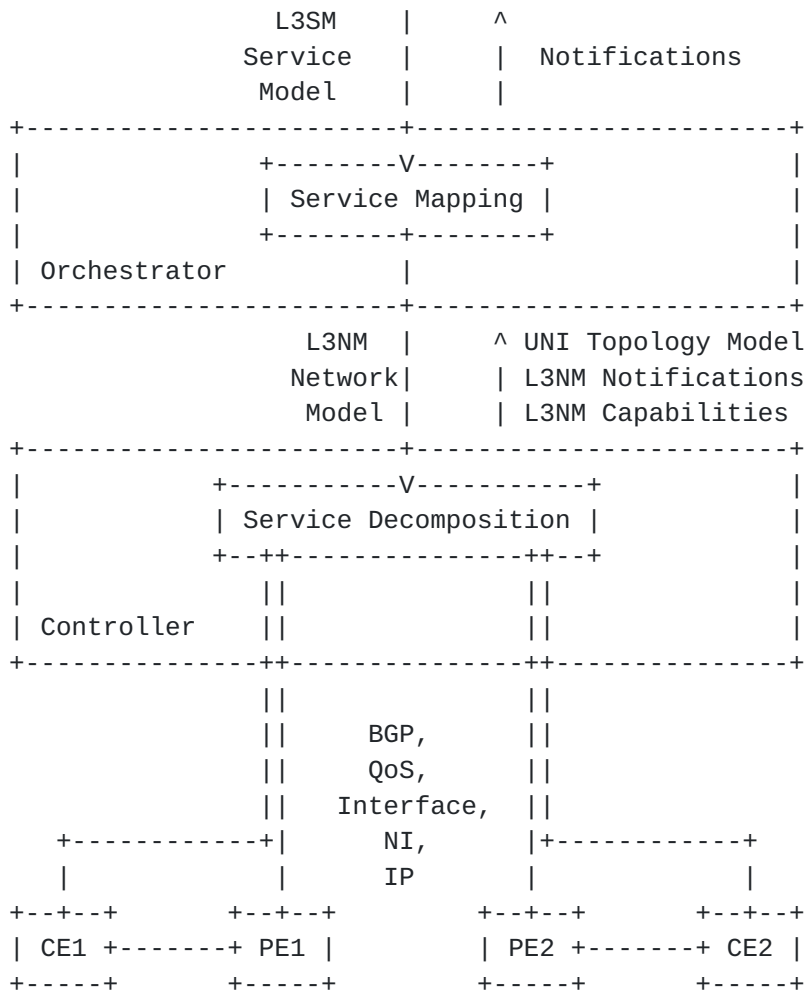 L3SM | ^
Service | | Notifications
Model | |
+------------------------+------------------------+
| +--------V--------+ |
| | Service Mapping | |
| +--------+--------+ |
| Orchestrator | |
+------------------------+------------------------+
L3NM | ^ UNI Topology Model
Network| | L3NM Notifications
Model | | L3NM Capabilities
+------------------------+------------------------+
| +-----------V-----------+ |
| | Service Decomposition | |
| +--++---------------++--+ |
| || || |
| Controller || || |
+---------------++---------------++---------------+
|| ||
|| BGP, ||
|| QoS, ||
|| Interface, ||
+------------+| NI, |+------------+
| | IP | |
+--+--+ +--+--+ +--+--+ +--+--+
| CE1 +-------+ PE1 | | PE2 +-------+ CE2 |
+-----+ +-----+ +-----+ +-----+